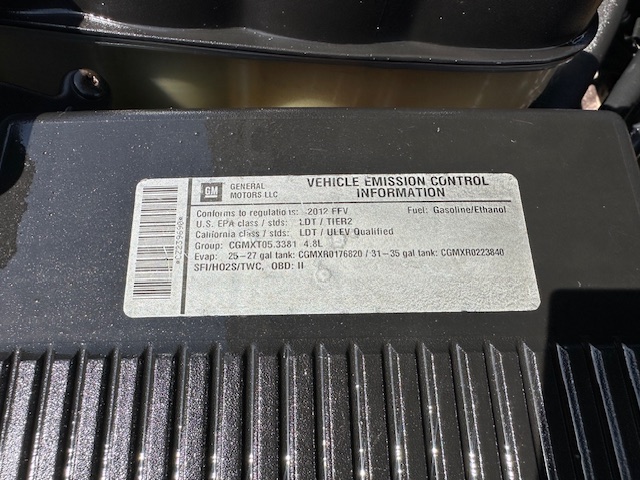 GM
GENERAL
MOTORS LLC
VEHICLE EMISSION CONTROL
INFORMATION
Conforms to regulations: 2012 FFV Fuel: Gasoline/Ethanol
U.S. EPA class / stds: LDT / TIER2
California class / stds: LDT / ULEV Qualified
Group: CGMXT05.3381 4.8L
Evap: 25-27 gal tank: CGMXR0176820 / 31-35 gal tank: CGMXR0223840
SFI/HO2S/TWC, OBD: II